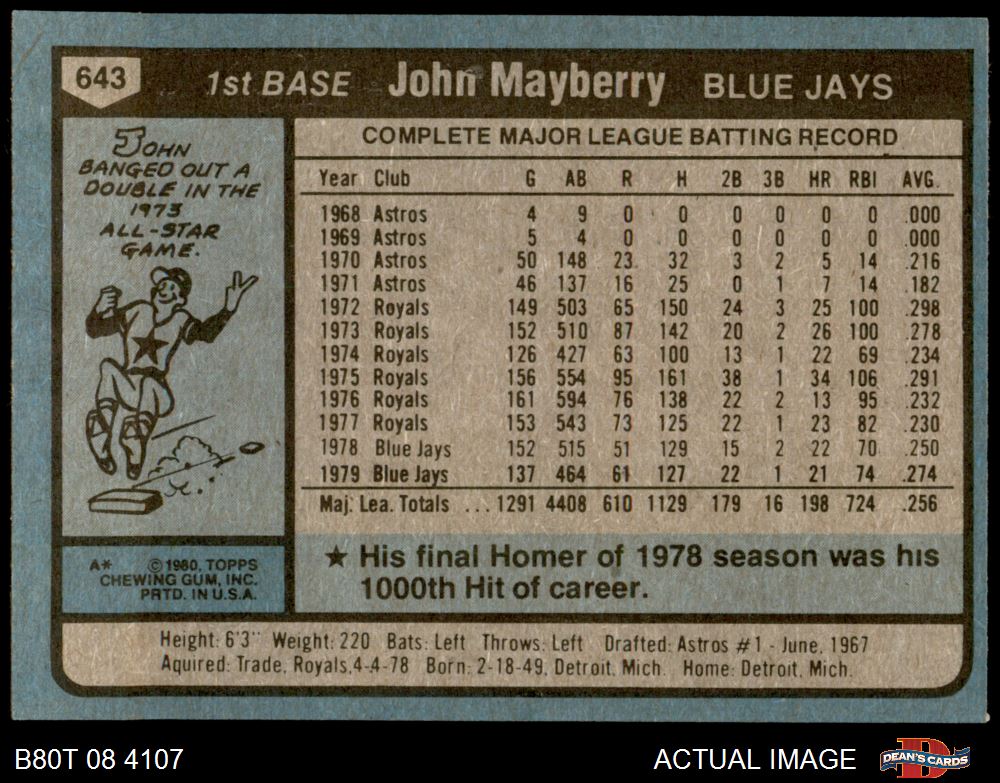 643 1st BASE John Mayberry BLUE JAYS
JOHN
BANGED OUT A
DOUBLE IN THE
1973
ALL-STAR
GAME.
COMPLETE MAJOR LEAGUE BATTING RECORD
Year Club G AB R H 2B 3B HR RBI AVG.
1968 Astros 4 9 0 0 0 0 0 0 .000
1969 Astros 5 4 0 0 0 0 0 0 .000
1970 Astros 50 148 23 32 3 2 5 14 .216
1971 Astros 46 137 16 25 0 1 7 14 .182
1972 Royals 149 503 65 150 24 3 25 100 .298
1973 Royals 152 510 87 142 20 2 26 100 .278
1974 Royals 126 427 63 100 13 1 22 69 .234
1975 Royals 156 554 95 161 38 1 34 106 .291
1976 Royals 161 594 76 138 22 2 13 95 .232
1977 Royals 153 543 73 125 22 1 23 82 .230
1978 Blue Jays 152 515 51 129 15 2 22 70 .250
1979 Blue Jays 137 464 61 127 22 1 21 74 .274
Maj. Lea. Totals ... 1291 4408 610 1129 179 16 198 724 .256
A* © 1980, TOPPS
CHEWING GUM, INC.
PRTD. IN U.S.A.
★ His final Homer of 1978 season was his
1000th Hit of career.
Height: 6'3" Weight: 220 Bats: Left Throws: Left Drafted: Astros #1 - June, 1967
Aquired: Trade, Royals,4-4-78 Born: 2-18-49, Detroit, Mich. Home: Detroit, Mich.
B80T 08 4107 ACTUAL IMAGE DEAN'S CARDS